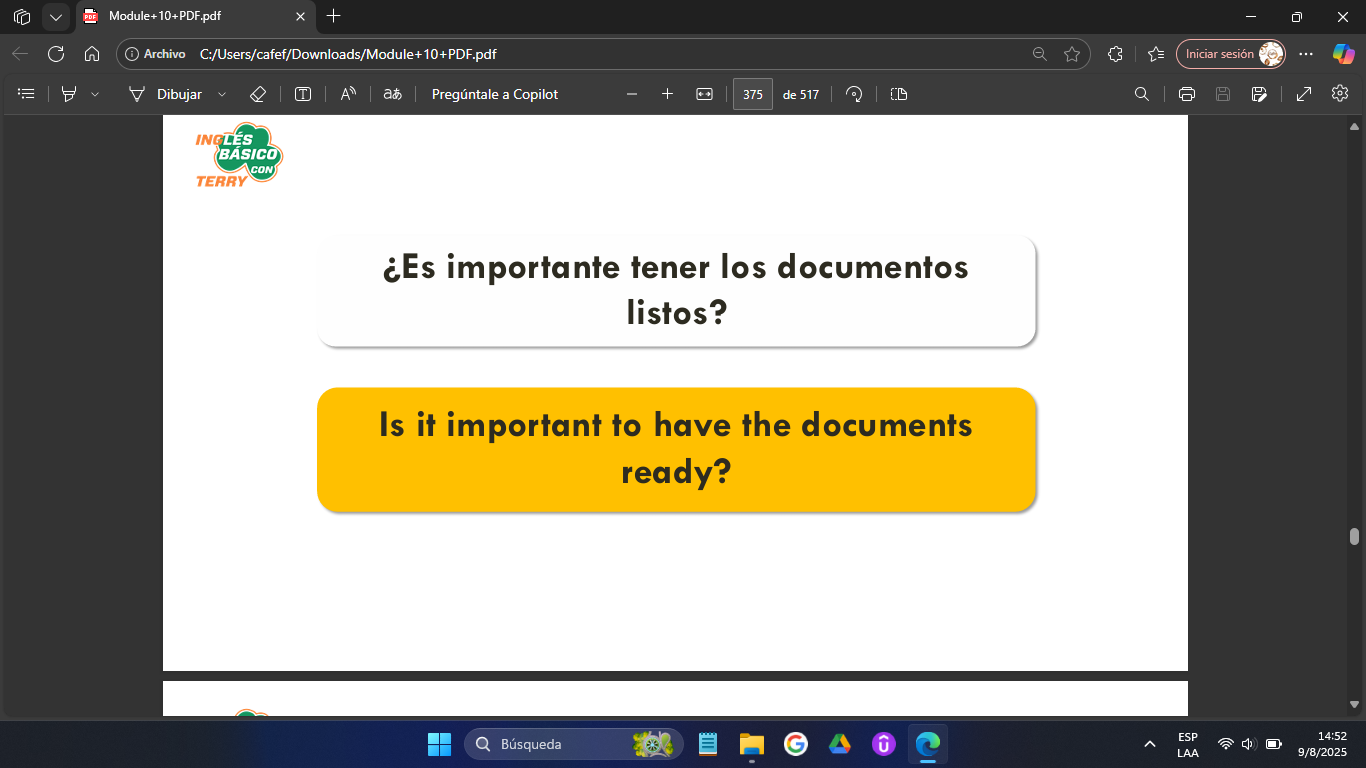 Module+10+PDF.pdf
Archivo C:/Users/cafef/Downloads/Module+10+PDF.pdf
Iniciar sesión
Dibujar
Pregúntale a Copilot
375 de 517
INGLÉS
BÁSICO
CON
TERRY
¿Es importante tener los documentos
listos?
Is it important to have the documents
ready?
Búsqueda
ESP
LAA
14:52
9/8/2025